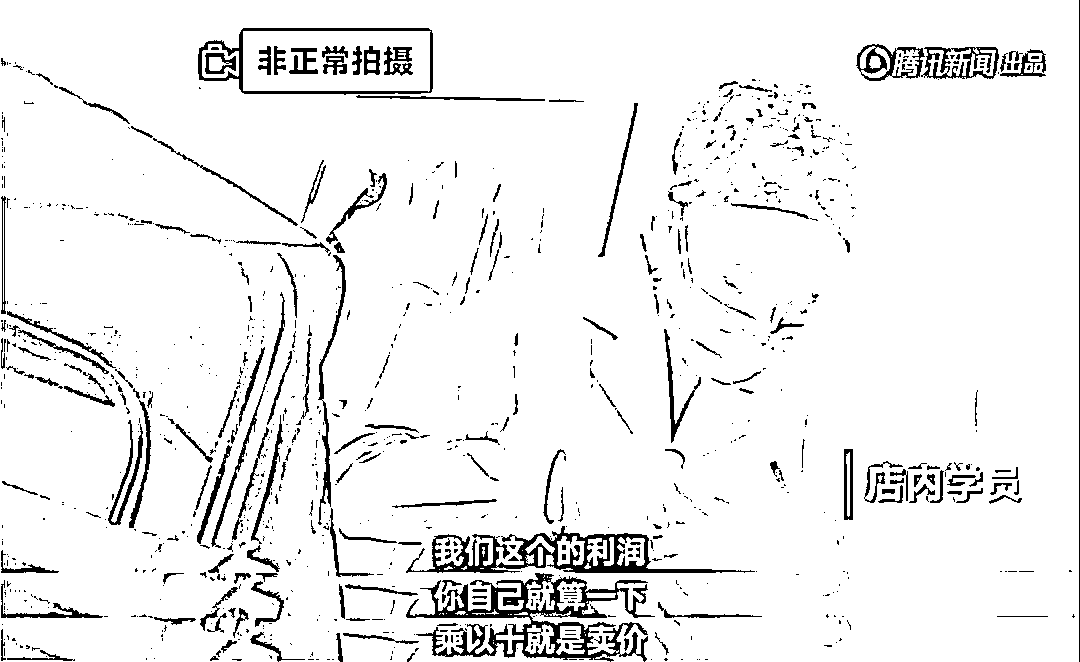 非正常拍摄
腾讯新闻 出品
店内学员
我们这个的利润
你自己就算一下
乘以十就是卖价